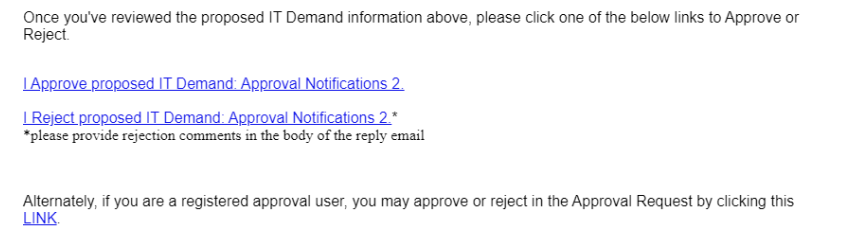 Once you've reviewed the proposed IT Demand information above, please click one of the below links to Approve or
Reject.
I Approve proposed IT Demand: Approval Notifications 2.
I Reject proposed IT Demand: Approval Notifications 2.*
*please provide rejection comments in the body of the reply email
Alternately, if you are a registered approval user, you may approve or reject in the Approval Request by clicking this
LINK.